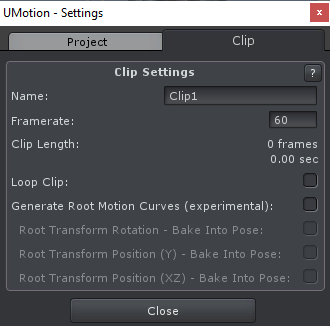 UMotion - Settings
x
Project
Clip
Clip Settings
?
Name:
Clip1
Framerate:
60
Clip Length:
0 frames
0.00 sec
Loop Clip:
Generate Root Motion Curves (experimental):
Root Transform Rotation - Bake Into Pose:
Root Transform Position (Y) - Bake Into Pose:
Root Transform Position (XZ) - Bake Into Pose:
Close